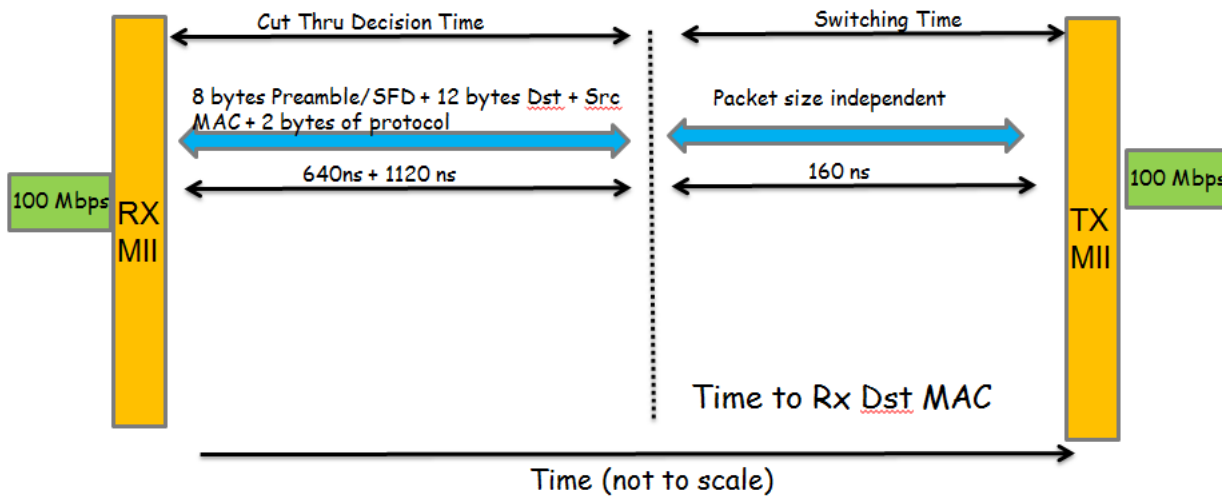 Cut Thru Decision Time
Switching Time
8 bytes Preamble/SFD + 12 bytes Dst + Src
MAC + 2 bytes of protocol
Packet size independent
640ns + 1120 ns
160 ns
100 Mbps
RX
MII
TX
MII
100 Mbps
Time to Rx Dst MAC
Time (not to scale)